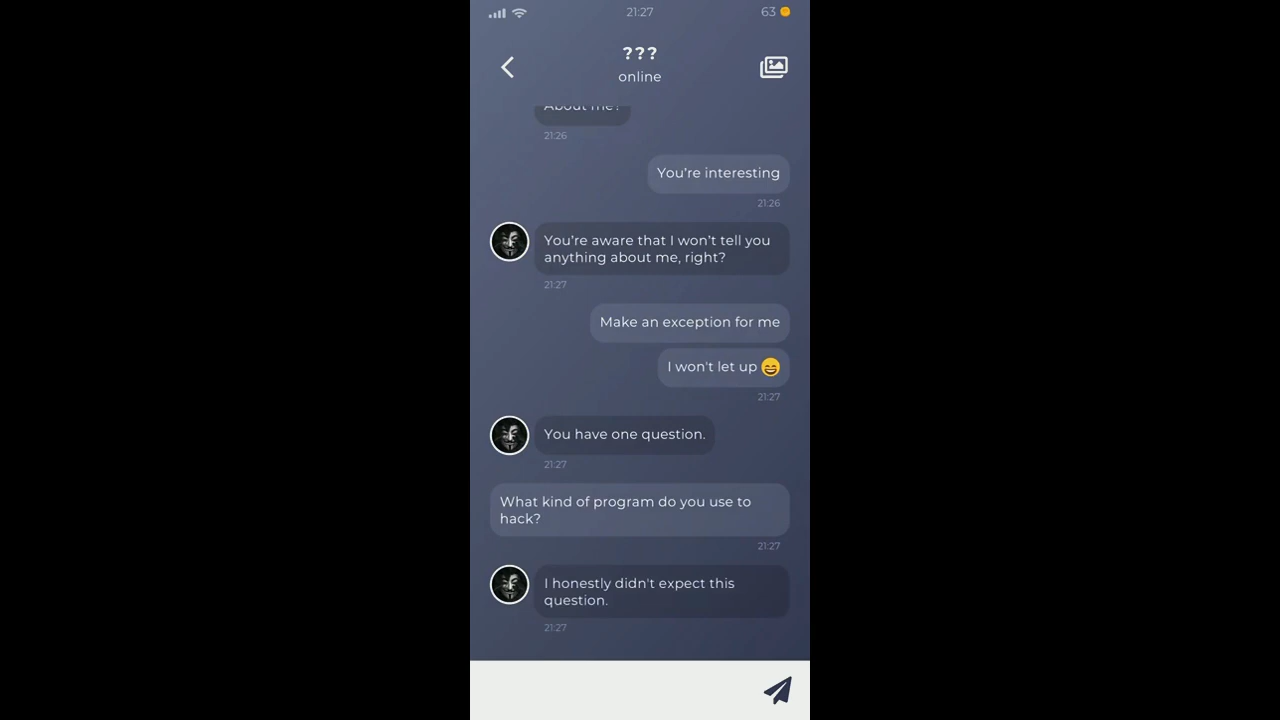 21:27
63
???
online
About me?
21:26
You're interesting
21:26
You're aware that I won't tell you
anything about me, right?
21:27
Make an exception for me
I won't let up 😄
21:27
You have one question.
21:27
What kind of program do you use to
hack?
21:27
I honestly didn't expect this
question.
21:27